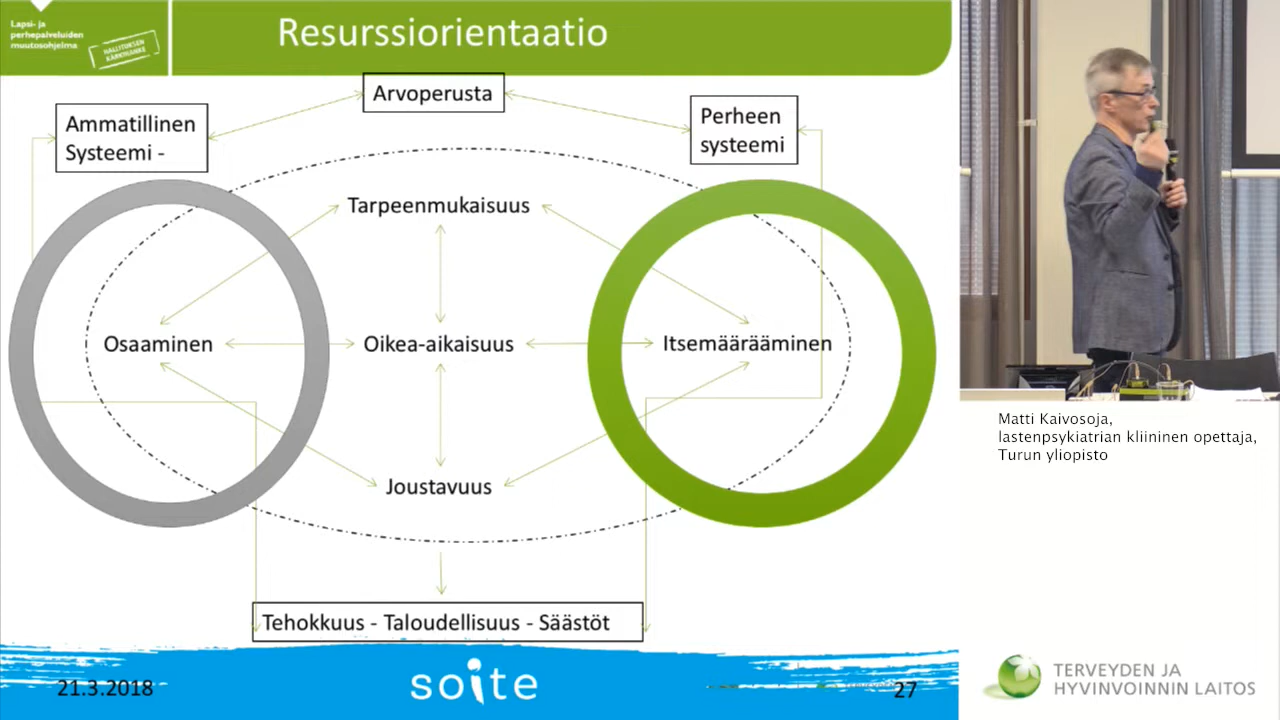 Lapsi- ja
perhepalveluiden
muutosohjelma
HALLITUKSEN
KÄRKIHANKE
Resurssiorientaatio
Arvoperusta
Ammatillinen
Systeemi -
Perheen
systeemi
Tarpeenmukaisuus
Osaaminen
Oikea-aikaisuus
Itsemäärääminen
Joustavuus
Tehokkuus - Taloudellisuus - Säästöt
21.3.2018
soite
27
Matti Kaivosoja,
lastenpsykiatrian kliininen opettaja,
Turun yliopisto
TERVEYDEN JA
HYVINVOINNIN LAITOS